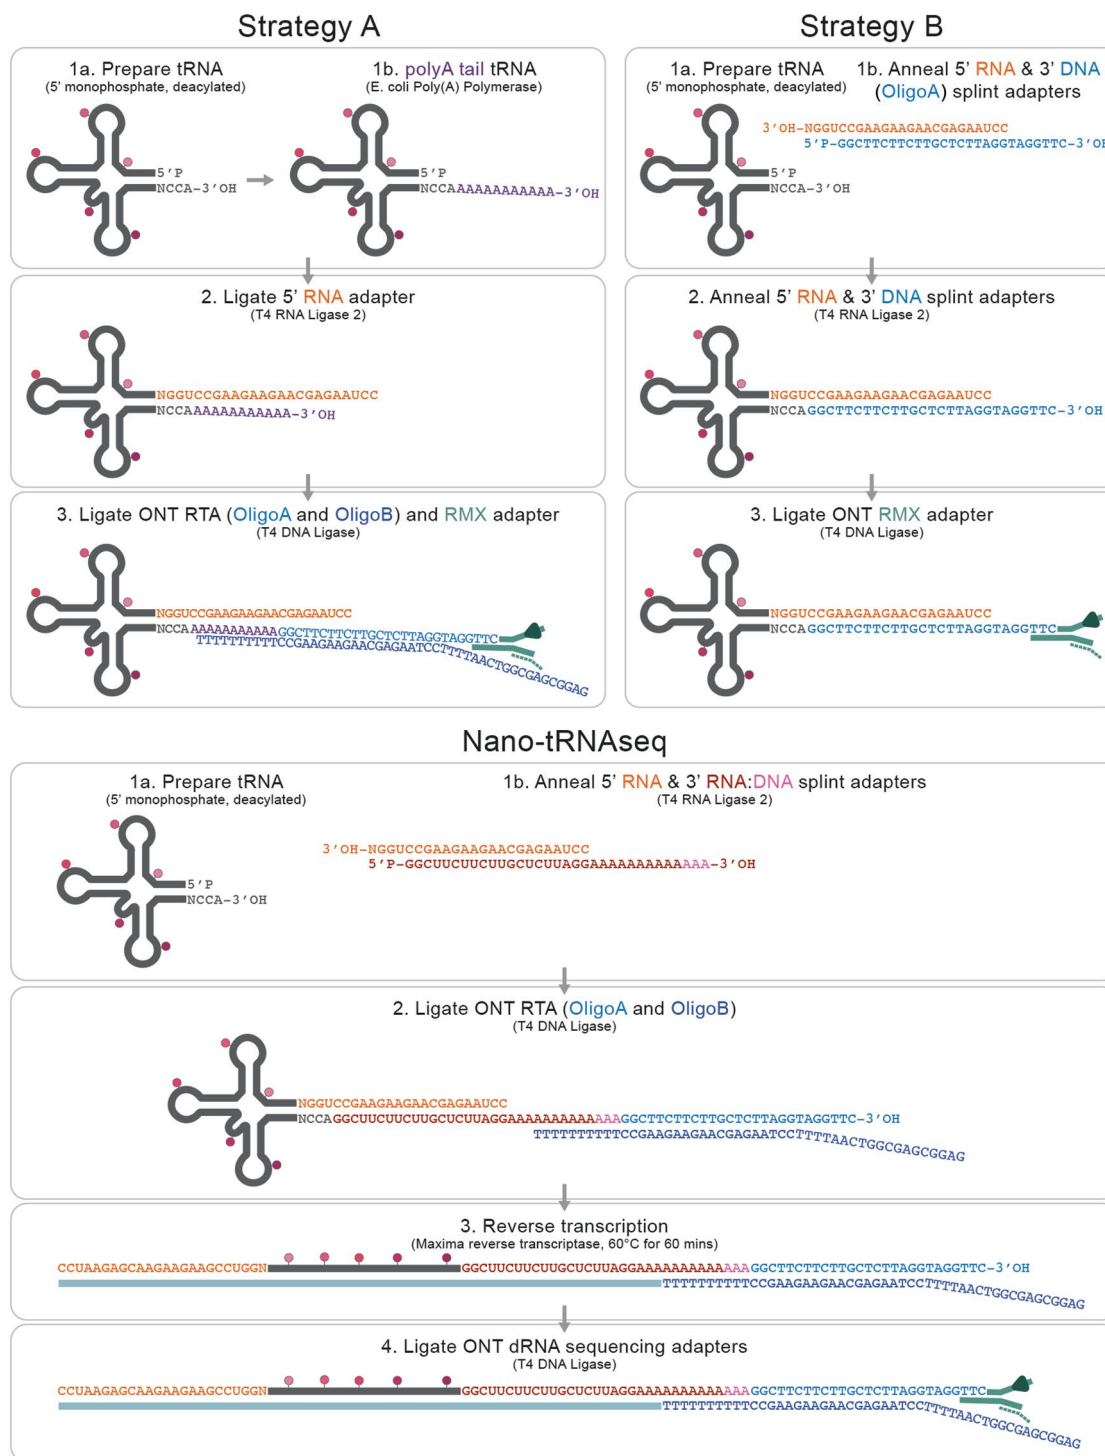 Strategy A
1a. Prepare tRNA
(5' monophosphate, deacylated)
1b. polyA tail tRNA
(E. coli Poly(A) Polymerase)
5'P
NCCA-3'OH
5'P
NCCAAAAAAAAAAAA-3'OH
2. Ligate 5' RNA adapter
(T4 RNA Ligase 2)
NGGUCCGAAGAAGAACGAGAAUCC
NCCAAAAAAAAAAAA-3'OH
3. Ligate ONT RTA (OligoA and OligoB) and RMX adapter
(T4 DNA Ligase)
NGGUCCGAAGAAGAACGAGAAUCC
NCCAAAAAAAAAAAAGGCTTCTTCTTGCTCTTAGGTAGGTTC
TTTTTTTTTTCCGAAGAAGAACGAGAATCCTTTTAACTGGCGAGCGGAG
Strategy B
1a. Prepare tRNA
(5' monophosphate, deacylated)
1b. Anneal 5' RNA & 3' DNA
(OligoA) splint adapters
3'OH-NGGUCCGAAGAAGAACGAGAAUCC
5'P-GGCTTCTTCTTGCTCTTAGGTAGGTTC-3'OH
5'P
NCCA-3'OH
2. Anneal 5' RNA & 3' DNA splint adapters
(T4 RNA Ligase 2)
NGGUCCGAAGAAGAACGAGAAUCC
NCCAGGCTTCTTCTTGCTCTTAGGTAGGTTC-3'OH
3. Ligate ONT RMX adapter
(T4 DNA Ligase)
NGGUCCGAAGAAGAACGAGAAUCC
NCCAGGCTTCTTCTTGCTCTTAGGTAGGTTC
Nano-tRNAseq
1a. Prepare tRNA
(5' monophosphate, deacylated)
1b. Anneal 5' RNA & 3' RNA:DNA splint adapters
(T4 RNA Ligase 2)
3'OH-NGGUCCGAAGAAGAACGAGAAUCC
5'P-GGCUUCUUCUUGCUCUUAGGAAAAAAAAAAAAA-3'OH
5'P
NCCA-3'OH
2. Ligate ONT RTA (OligoA and OligoB)
(T4 DNA Ligase)
NGGUCCGAAGAAGAACGAGAAUCC
NCCAGGCUUCUUCUUGCUCUUAGGAAAAAAAAAAAAAGGCTTCTTCTTGCTCTTAGGTAGGTTC-3'OH
TTTTTTTTTTCCGAAGAAGAACGAGAATCCTTTTAACTGGCGAGCGGAG
3. Reverse transcription
(Maxima reverse transcriptase, 60°C for 60 mins)
CCUAAGAGCAAGAAGAAGCCUGGN
GGCUUCUUCUUGCUCUUAGGAAAAAAAAAAAAAGGCTTCTTCTTGCTCTTAGGTAGGTTC-3'OH
TTTTTTTTTTCCGAAGAAGAACGAGAATCCTTTTAACTGGCGAGCGGAG
4. Ligate ONT dRNA sequencing adapters
(T4 DNA Ligase)
CCUAAGAGCAAGAAGAAGCCUGGN
GGCUUCUUCUUGCUCUUAGGAAAAAAAAAAAAAGGCTTCTTCTTGCTCTTAGGTAGGTTC
TTTTTTTTTTCCGAAGAAGAACGAGAATCCTTTTAACTGGCGAGCGGAG